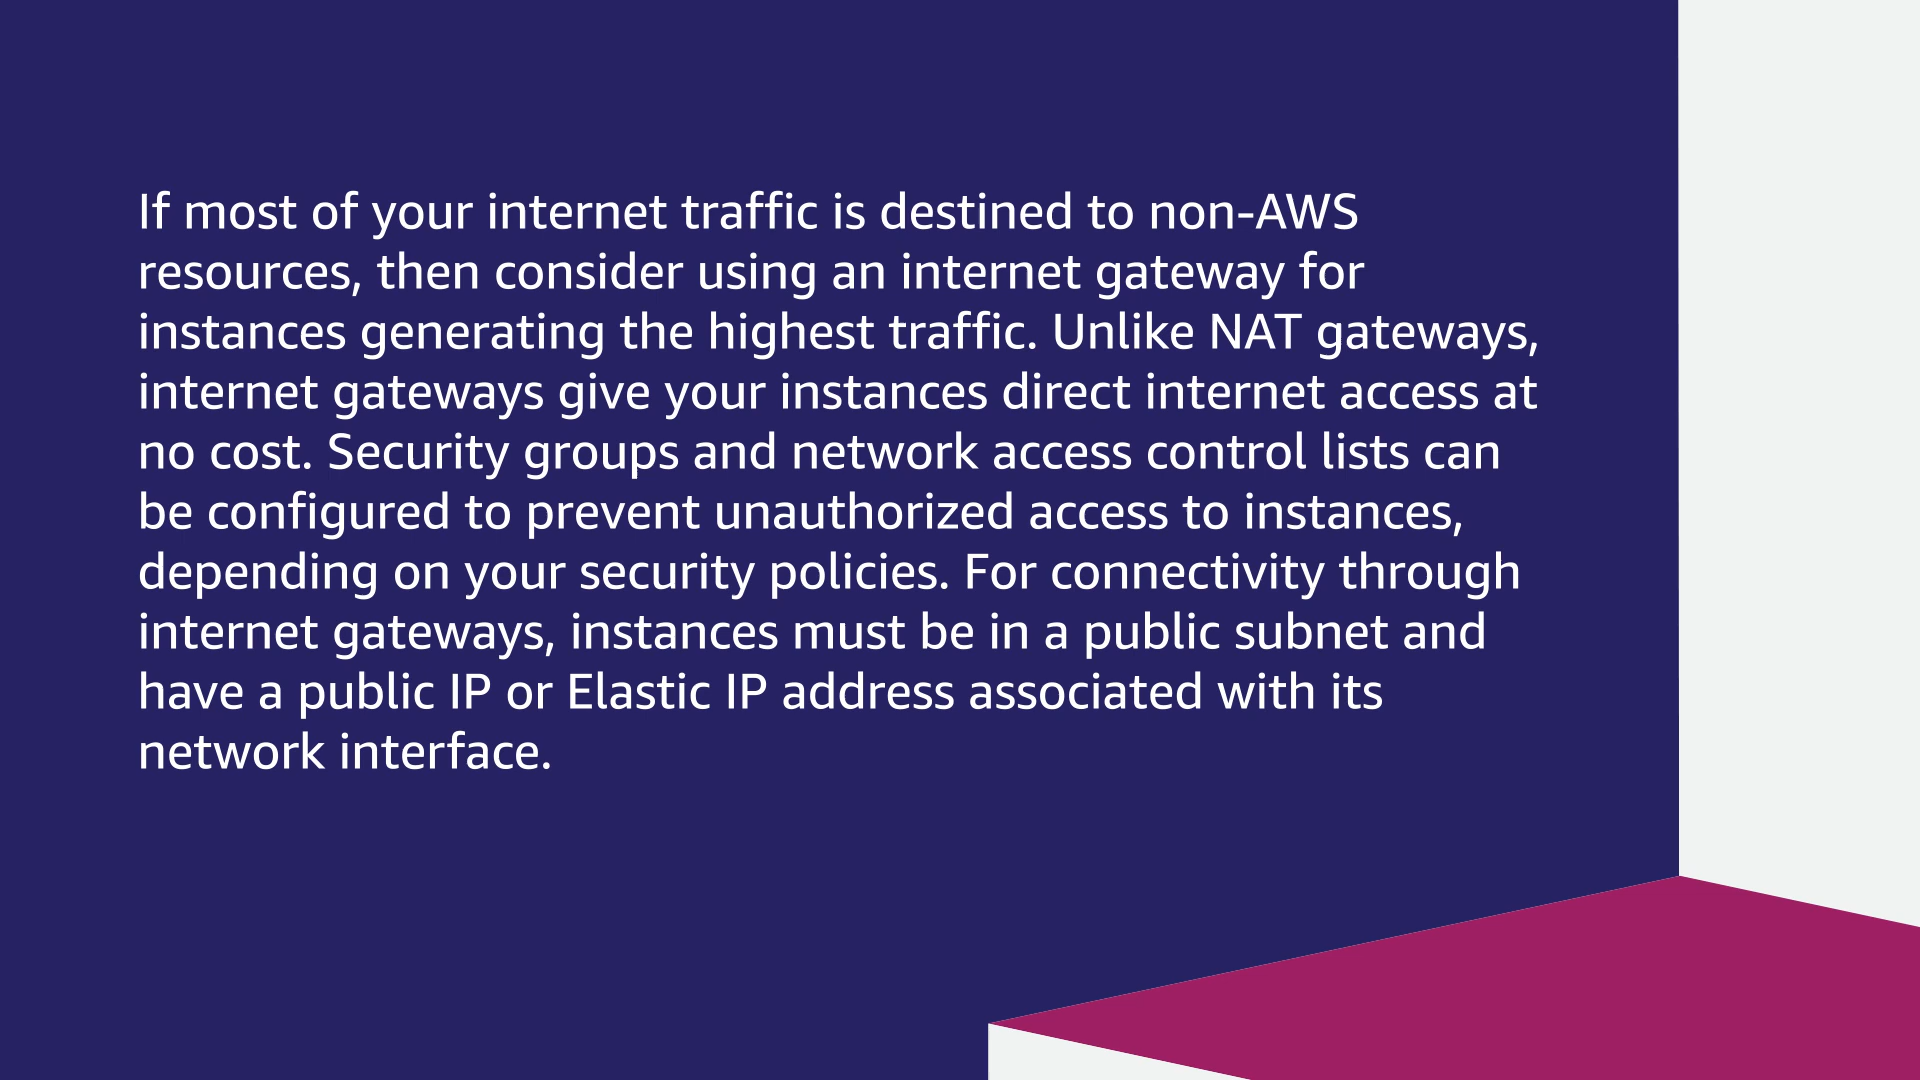 If most of your internet traffic is destined to non-AWS
resources, then consider using an internet gateway for
instances generating the highest traffic. Unlike NAT gateways,
internet gateways give your instances direct internet access at
no cost. Security groups and network access control lists can
be configured to prevent unauthorized access to instances,
depending on your security policies. For connectivity through
internet gateways, instances must be in a public subnet and
have a public IP or Elastic IP address associated with its
network interface.